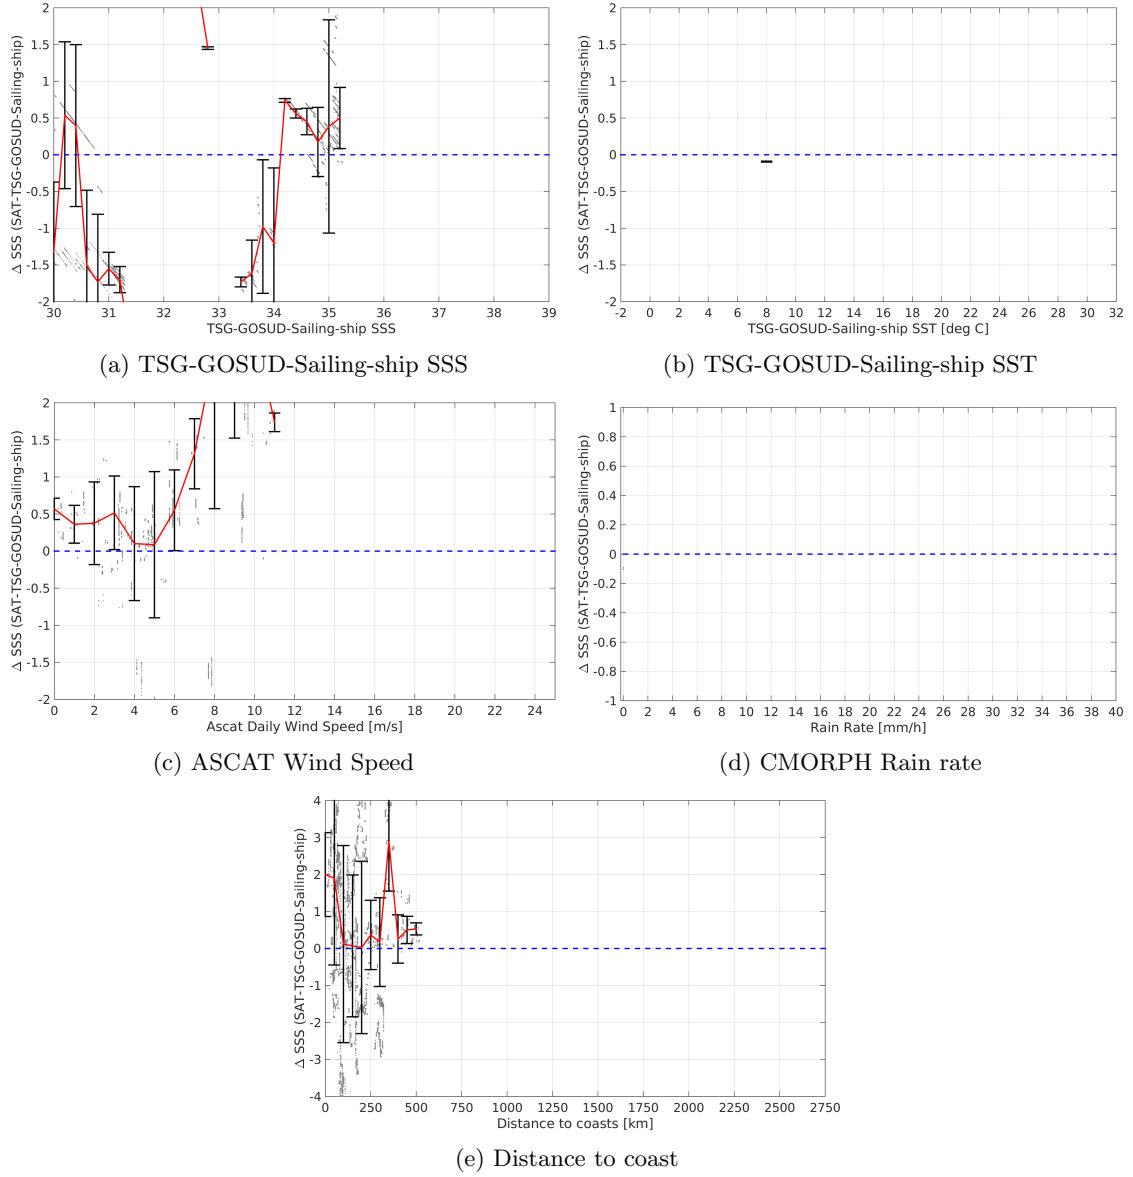 2
1.5
1
0.5
0
-0.5
-1
-1.5
-2
30 31 32 33 34 35 36 37 38 39
Δ SSS (SAT-TSG-GOSUD-Sailing-ship)
TSG-GOSUD-Sailing-ship SSS
(a) TSG-GOSUD-Sailing-ship SSS
2
1.5
1
0.5
0
-0.5
-1
-1.5
-2
-2 0 2 4 6 8 10 12 14 16 18 20 22 24 26 28 30 32
Δ SSS (SAT-TSG-GOSUD-Sailing-ship)
TSG-GOSUD-Sailing-ship SST [deg C]
(b) TSG-GOSUD-Sailing-ship SST
2
1.5
1
0.5
0
-0.5
-1
-1.5
-2
0 2 4 6 8 10 12 14 16 18 20 22 24
Δ SSS (SAT-TSG-GOSUD-Sailing-ship)
Ascat Daily Wind Speed [m/s]
(c) ASCAT Wind Speed
1
0.8
0.6
0.4
0.2
0
-0.2
-0.4
-0.6
-0.8
-1
0 2 4 6 8 10 12 14 16 18 20 22 24 26 28 30 32 34 36 38 40
Δ SSS (SAT-TSG-GOSUD-Sailing-ship)
Rain Rate [mm/h]
(d) CMORPH Rain rate
4
3
2
1
0
-1
-2
-3
-4
0 250 500 750 1000 1250 1500 1750 2000 2250 2500 2750
Δ SSS (SAT-TSG-GOSUD-Sailing-ship)
Distance to coasts [km]
(e) Distance to coast